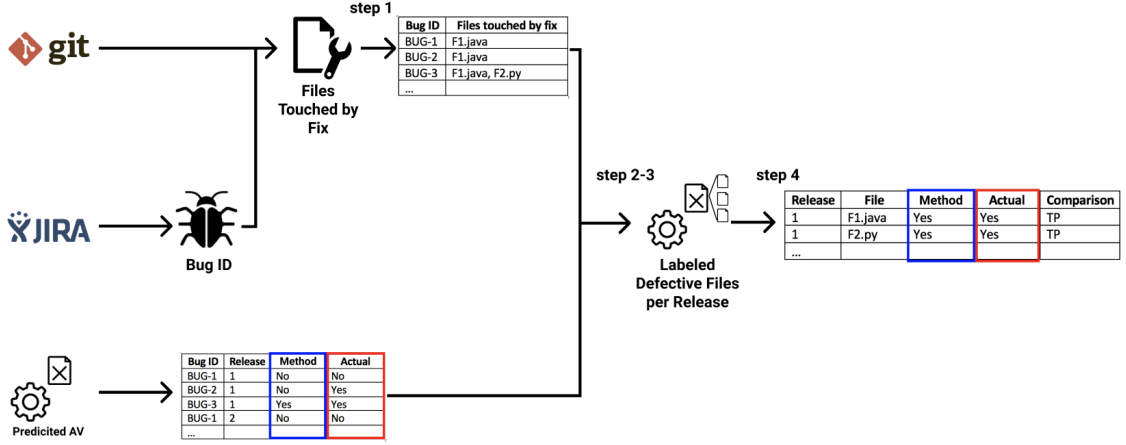 step 1
git
Bug ID Files touched by fix
BUG-1 F1.java
BUG-2 F1.java
BUG-3 F1.java, F2.py
...
Files
Touched by
Fix
JIRA
Bug ID
step 2-3
step 4
Labeled
Defective Files
per Release
Release File Method Actual Comparison
1 F1.java Yes Yes TP
1 F2.py Yes Yes TP
...
Predicited AV
Bug ID Release Method Actual
BUG-1 1 No No
BUG-2 1 No Yes
BUG-3 1 Yes Yes
BUG-1 2 No No
...